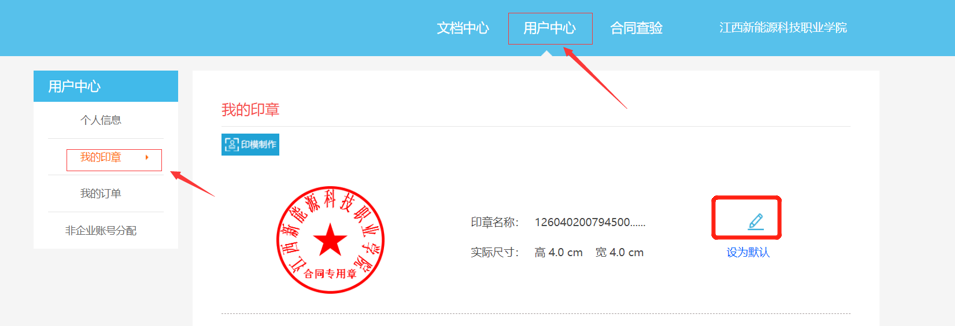 文档中心 用户中心 合同查验 江西新能源科技职业学院
用户中心
个人信息
我的印章
我的订单
非企业账号分配
我的印章
印模制作
江西新能源科技职业学院
合同专用章
印章名称： 126040200794500......
实际尺寸： 高 4.0 cm 宽 4.0 cm
设为默认